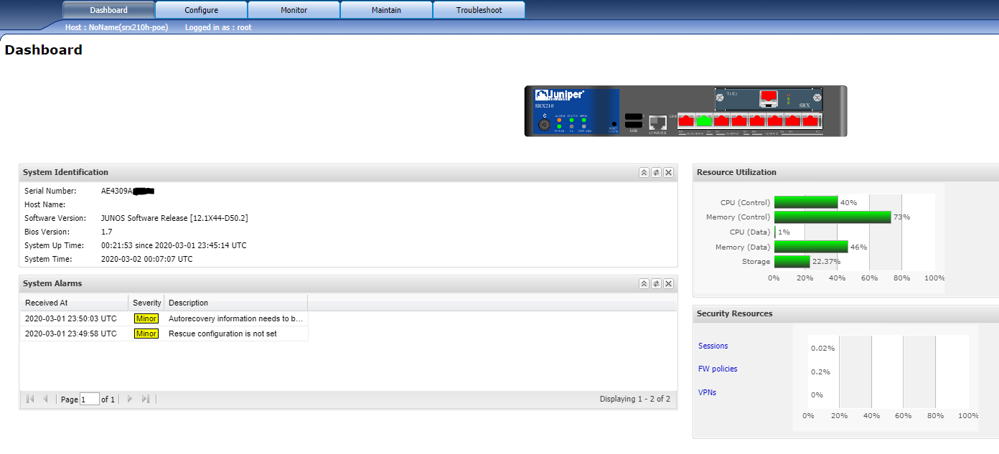 Dashboard Configure Monitor Maintain Troubleshoot
Host : NoName(srx210h-poe) Logged in as : root
Dashboard
Juniper
SRX210
T1/E1
SRX
ALARM STATUS
POWER
USB
CONSOLE
System Identification
Serial Number: AE4309A
Host Name:
Software Version: JUNOS Software Release [12.1X44-D50.2]
Bios Version: 1.7
System Up Time: 00:21:53 since 2020-03-01 23:45:14 UTC
System Time: 2020-03-02 00:07:07 UTC
System Alarms
Received At Severity Description
2020-03-01 23:50:03 UTC Minor Autorecovery information needs to b...
2020-03-01 23:49:58 UTC Minor Rescue configuration is not set
Page 1 of 1 Displaying 1 - 2 of 2
Resource Utilization
CPU (Control) 40%
Memory (Control) 73%
CPU (Data) 1%
Memory (Data) 46%
Storage 22.37%
0% 20% 40% 60% 80% 100%
Security Resources
Sessions 0.02%
FW policies 0.2%
VPNs 0%
0% 20% 40% 60% 80% 100%